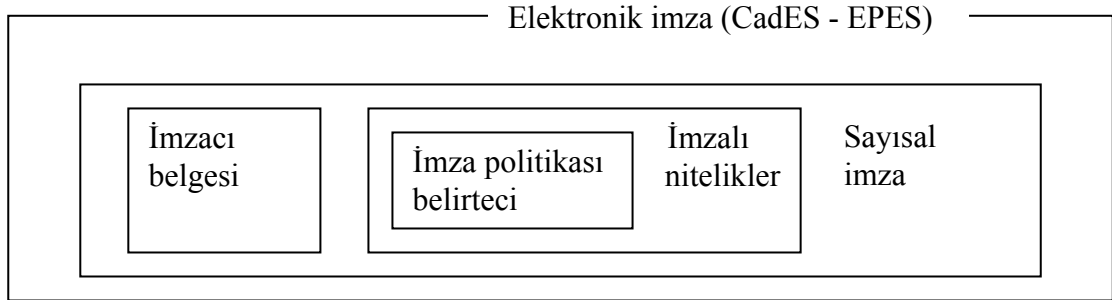 Elektronik imza (CadES - EPES)
İmzacı
belgesi
İmza politikası
belirteci
İmzalı
nitelikler
Sayısal
imza